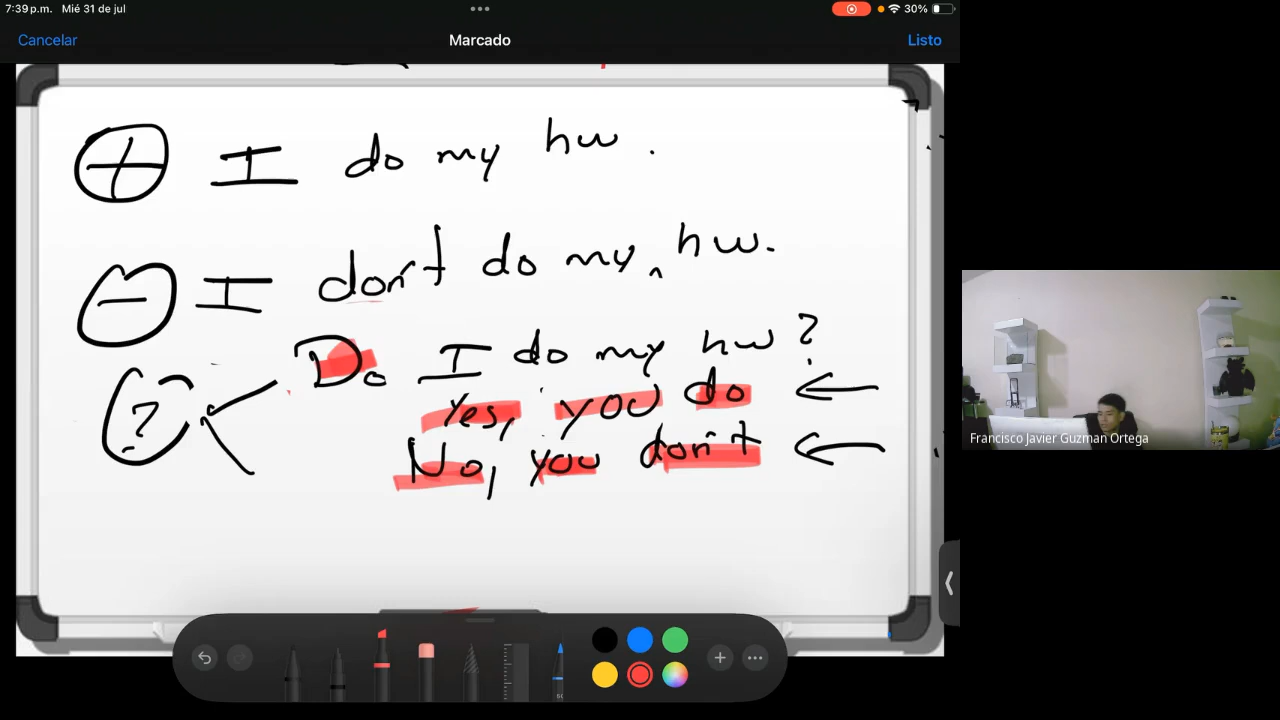 7:39 p.m. Mié 31 de jul
30%
Cancelar
Marcado
Listo
+ I do my hw.
- I don't do my hw.
Do I do my hw?
? Yes, you do
No, you don't
Francisco Javier Guzman Ortega